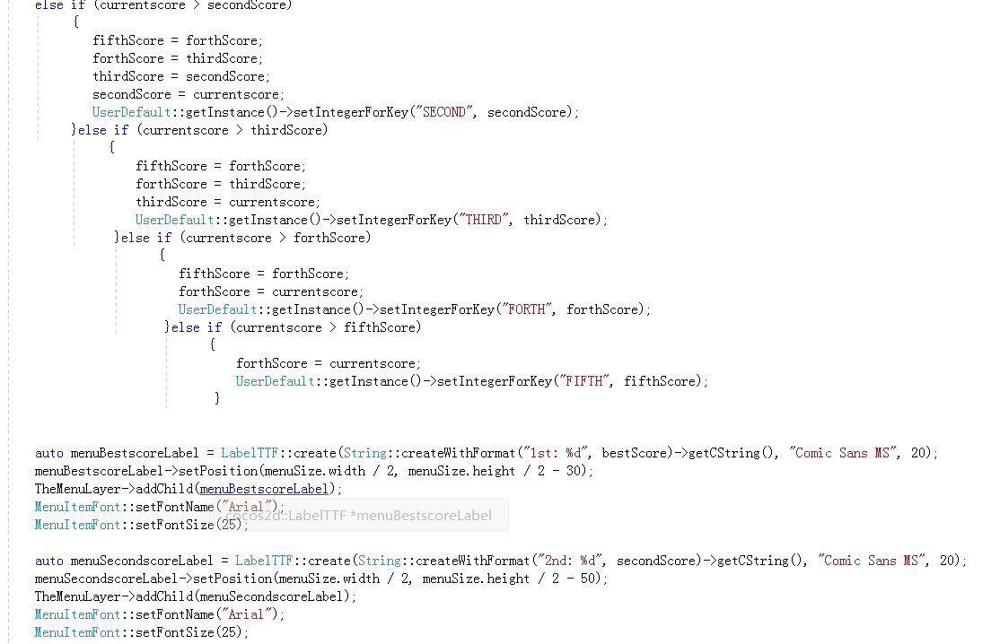 else if (currentscore > secondScore)
{
fifthScore = forthScore;
forthScore = thirdScore;
thirdScore = secondScore;
secondScore = currentscore;
UserDefault::getInstance()->setIntegerForKey("SECOND", secondScore);
}else if (currentscore > thirdScore)
{
fifthScore = forthScore;
forthScore = thirdScore;
thirdScore = currentscore;
UserDefault::getInstance()->setIntegerForKey("THIRD", thirdScore);
}else if (currentscore > forthScore)
{
fifthScore = forthScore;
forthScore = currentscore;
UserDefault::getInstance()->setIntegerForKey("FORTH", forthScore);
}else if (currentscore > fifthScore)
{
forthScore = currentscore;
UserDefault::getInstance()->setIntegerForKey("FIFTH", fifthScore);
}
auto menuBestscoreLabel = LabelTTF::create(String::createWithFormat("1st: %d", bestScore)->getCString(), "Comic Sans MS", 20);
menuBestscoreLabel->setPosition(menuSize.width / 2, menuSize.height / 2 - 30);
TheMenuLayer->addChild(menuBestscoreLabel);
MenuItemFont::setFontName("Arial");
cocos2d::LabelTTF *menuBestscoreLabel
MenuItemFont::setFontSize(25);
auto menuSecondscoreLabel = LabelTTF::create(String::createWithFormat("2nd: %d", secondScore)->getCString(), "Comic Sans MS", 20);
menuSecondscoreLabel->setPosition(menuSize.width / 2, menuSize.height / 2 - 50);
TheMenuLayer->addChild(menuSecondscoreLabel);
MenuItemFont::setFontName("Arial");
MenuItemFont::setFontSize(25);